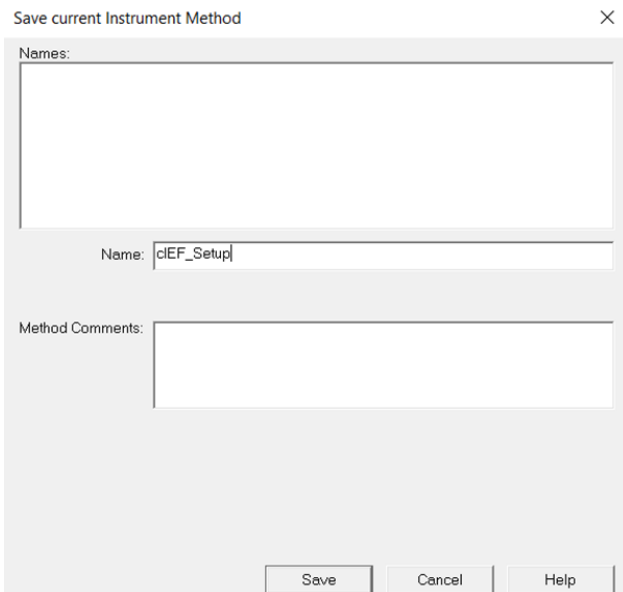 Save current Instrument Method
Names:
Name: cIEF_Setup
Method Comments:
Save Cancel Help